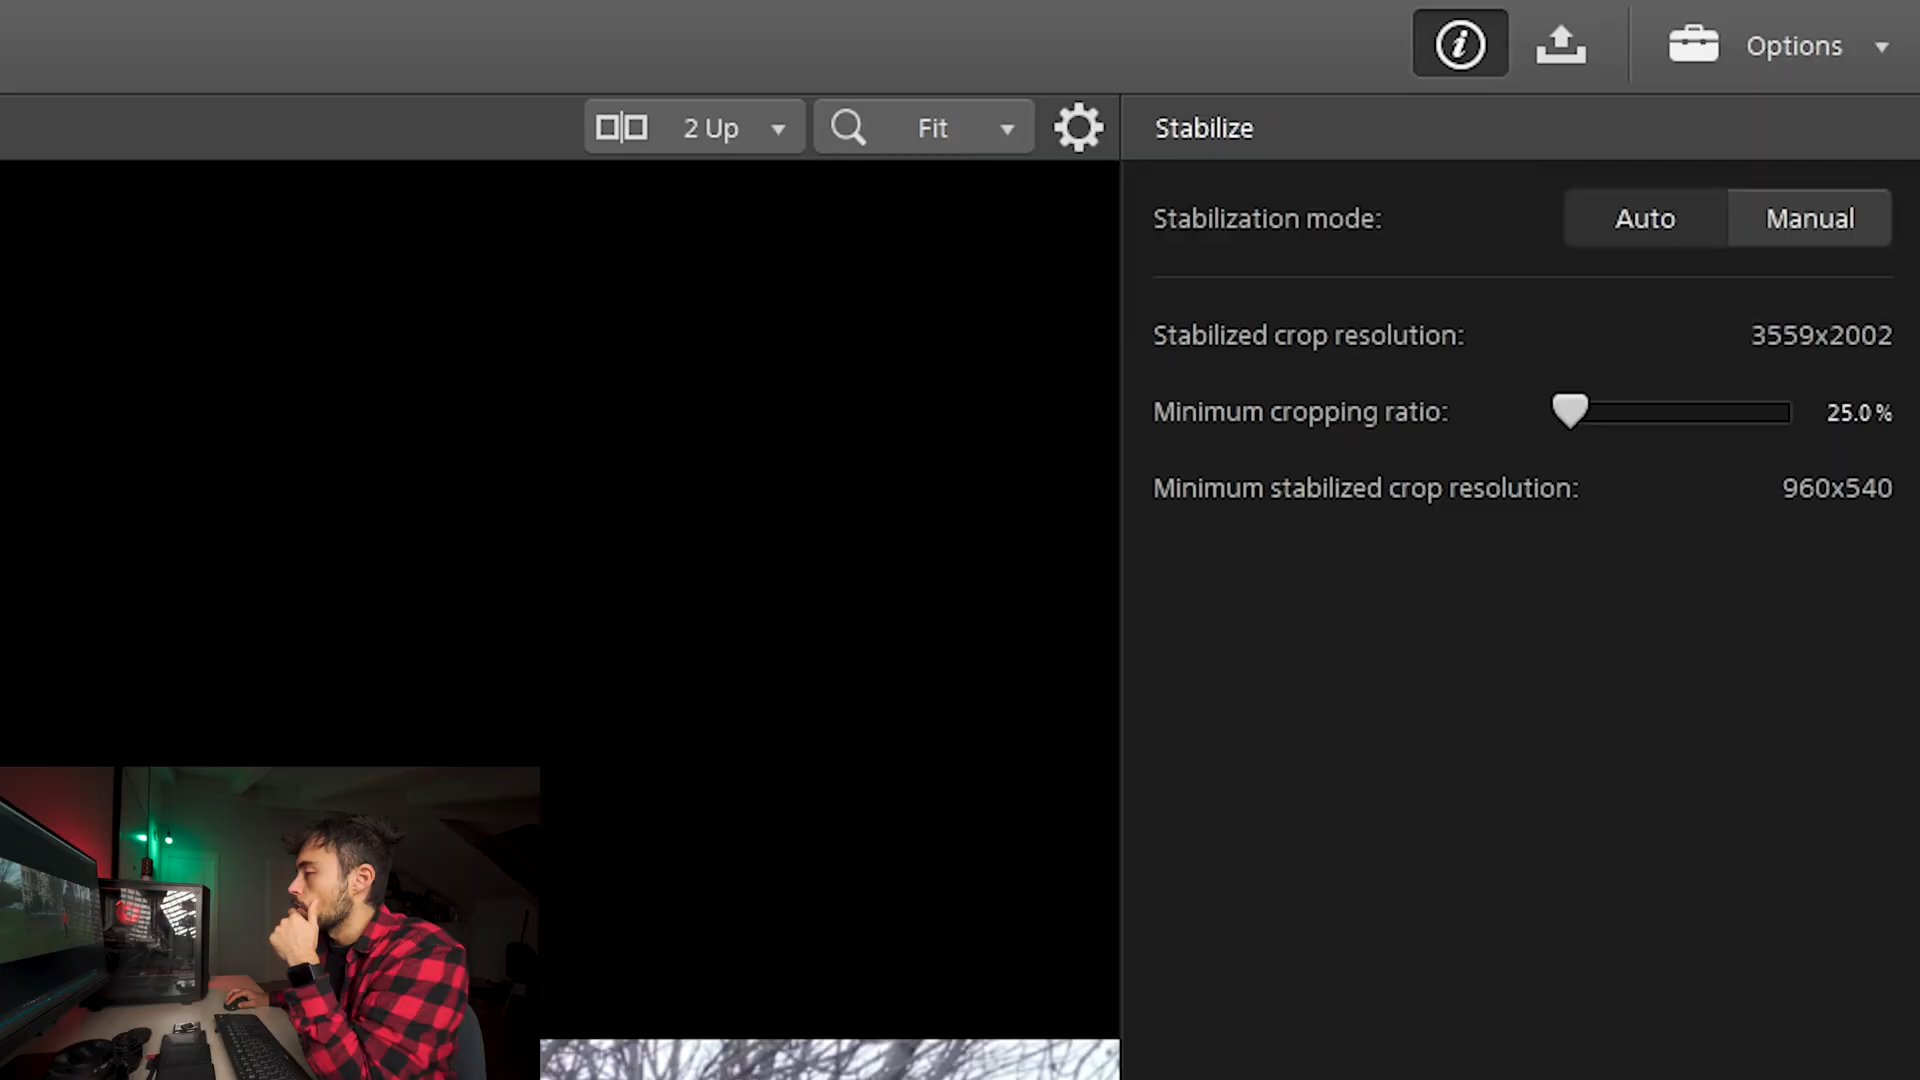 Options
2 Up
Fit
Stabilize
Stabilization mode:
Auto
Manual
Stabilized crop resolution:
3559x2002
Minimum cropping ratio:
25.0 %
Minimum stabilized crop resolution:
960x540